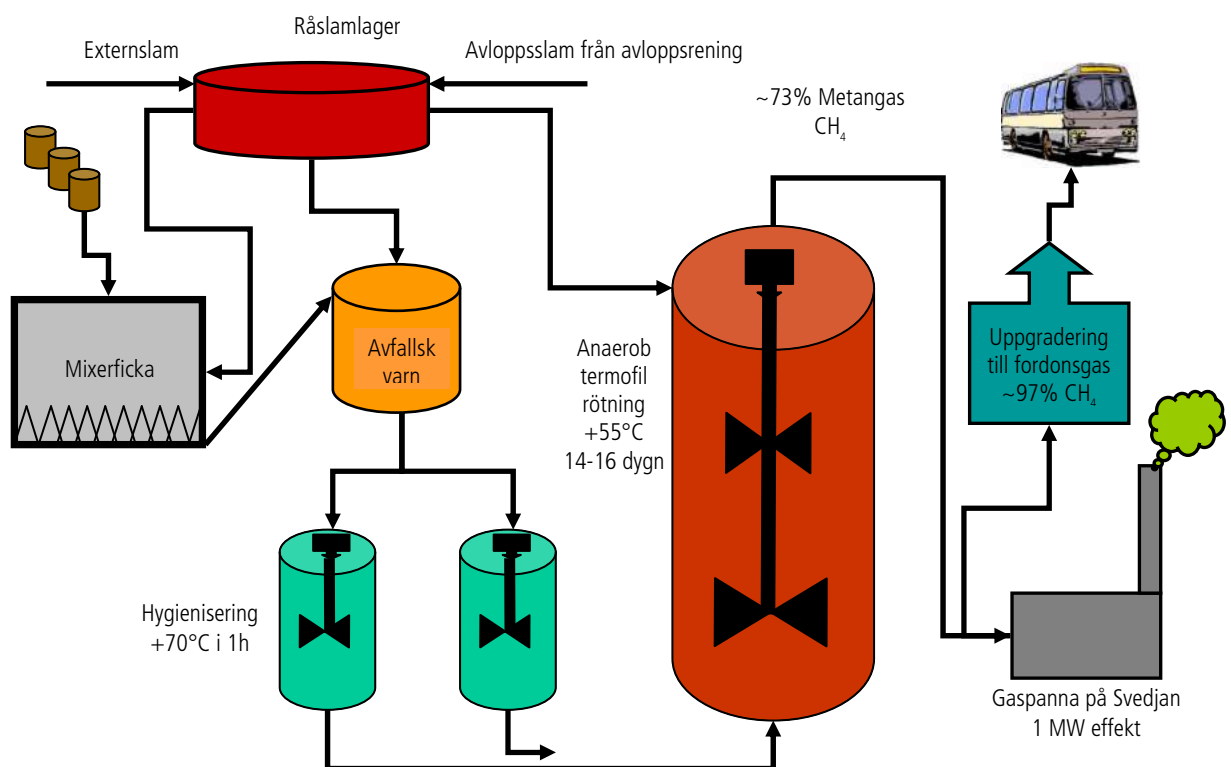 Råslamlager
Externslam
Avloppsslam från avloppsrening
~73% Metangas
CH₄
Mixerficka
Avfallsk
varn
Anaerob
termofil
rötning
+55°C
14-16 dygn
Uppgradering
till fordonsgas
~97% CH₄
Hygienisering
+70°C i 1h
Gaspanna på Svedjan
1 MW effekt